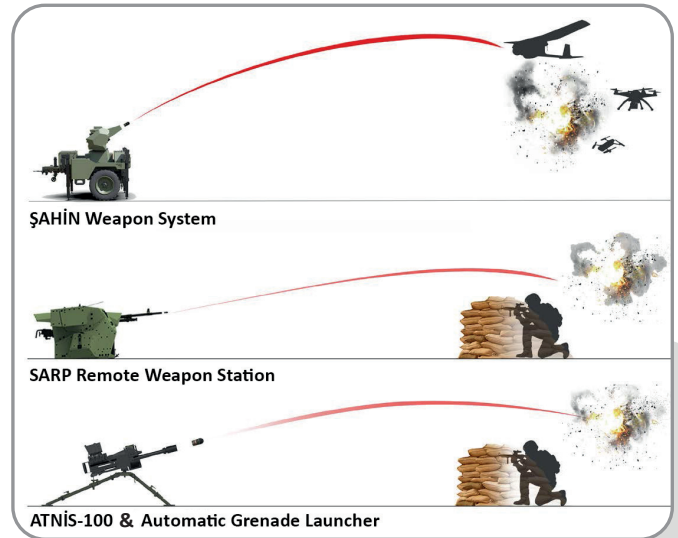 ŞAHİN Weapon System
SARP Remote Weapon Station
ATNİS-100 & Automatic Grenade Launcher